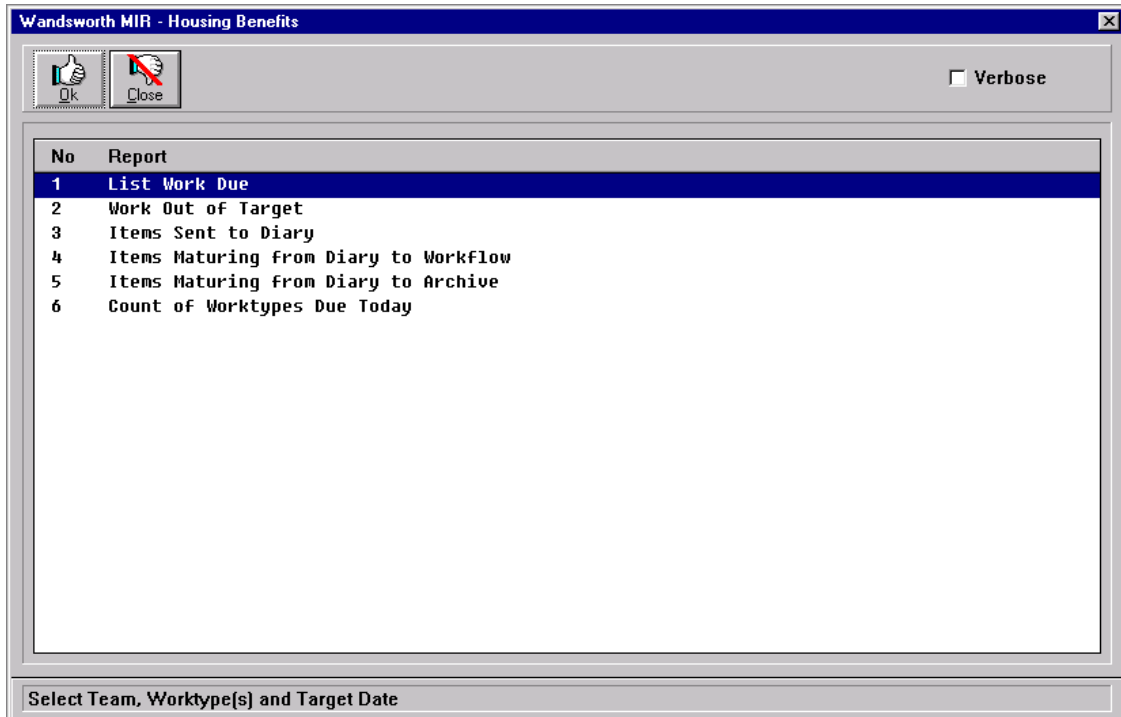 Wandsworth MIR - Housing Benefits
Ok Close Verbose
No Report
1 List Work Due
2 Work Out of Target
3 Items Sent to Diary
4 Items Maturing from Diary to Workflow
5 Items Maturing from Diary to Archive
6 Count of Worktypes Due Today
Select Team, Worktype(s) and Target Date